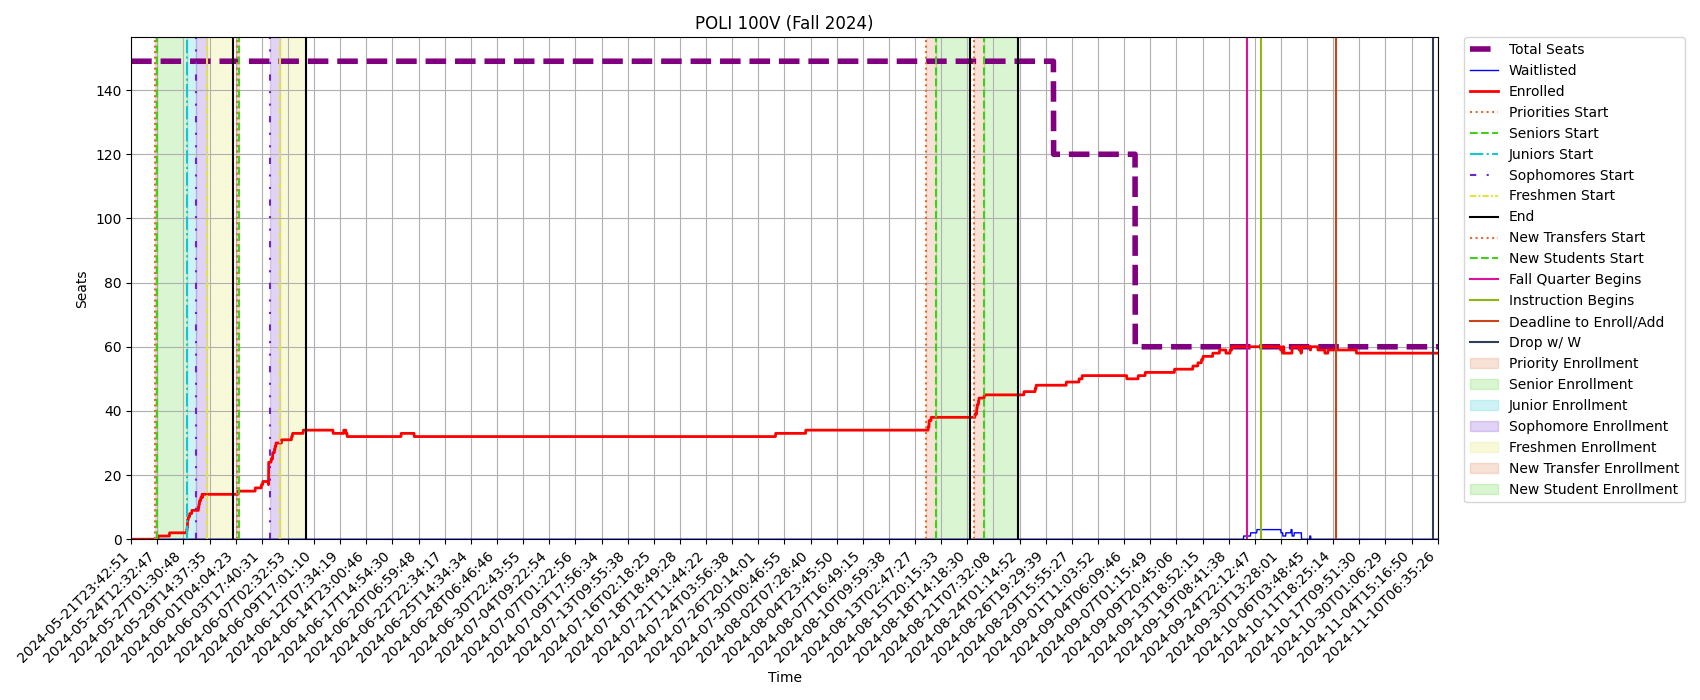 POLI 100V (Fall 2024)
Seats
140
120
100
80
60
40
20
0
2024-05-21T23:42:51
2024-05-24T12:32:47
2024-05-27T01:30:48
2024-05-29T14:37:35
2024-06-01T04:04:23
2024-06-03T17:40:31
2024-06-07T02:32:53
2024-06-09T17:01:10
2024-06-12T07:34:19
2024-06-14T23:00:46
2024-06-17T14:54:30
2024-06-20T06:59:48
2024-06-22T22:34:17
2024-06-25T14:34:34
2024-06-28T06:46:46
2024-06-30T22:43:55
2024-07-04T09:22:54
2024-07-07T01:22:56
2024-07-09T17:56:34
2024-07-13T09:55:38
2024-07-16T02:18:25
2024-07-18T18:49:28
2024-07-21T11:44:22
2024-07-24T03:56:38
2024-07-26T20:14:01
2024-07-30T00:46:55
2024-08-02T07:28:40
2024-08-04T23:45:50
2024-08-07T16:49:15
2024-08-10T09:59:38
2024-08-13T02:47:27
2024-08-15T20:15:33
2024-08-18T14:18:30
2024-08-21T07:32:08
2024-08-24T01:14:52
2024-08-26T19:29:39
2024-08-29T15:55:27
2024-09-01T11:03:52
2024-09-04T06:09:46
2024-09-07T01:15:49
2024-09-09T20:45:06
2024-09-13T18:52:15
2024-09-19T08:41:38
2024-09-24T22:12:47
2024-09-30T13:28:01
2024-10-06T03:48:45
2024-10-11T18:25:14
2024-10-17T09:51:30
2024-10-30T01:06:29
2024-11-04T15:16:50
2024-11-10T06:35:26
Time
Total Seats
Waitlisted
Enrolled
Priorities Start
Seniors Start
Juniors Start
Sophomores Start
Freshmen Start
End
New Transfers Start
New Students Start
Fall Quarter Begins
Instruction Begins
Deadline to Enroll/Add
Drop w/ W
Priority Enrollment
Senior Enrollment
Junior Enrollment
Sophomore Enrollment
Freshmen Enrollment
New Transfer Enrollment
New Student Enrollment